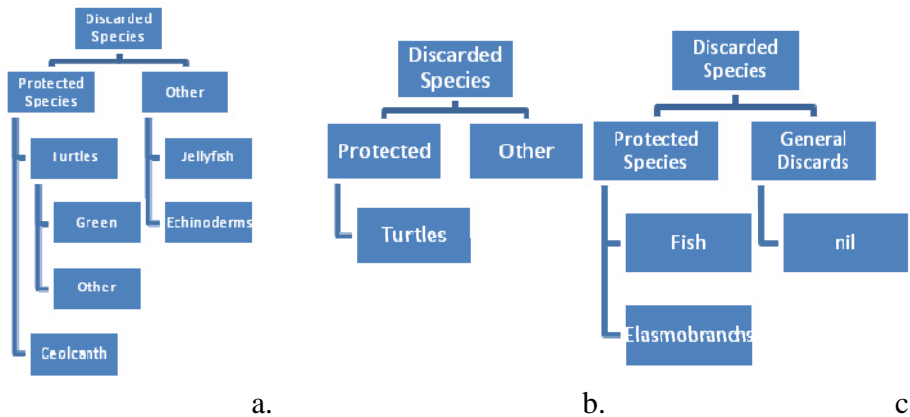 Discarded
Species
Protected
Species
Other
Turtles
Jellyfish
Green
Echinoderms
Other
Ceolcanth
a.
Discarded
Species
Protected
Other
Turtles
b.
Discarded
Species
Protected
Species
General
Discards
Fish
nil
Elasmobranchs
c